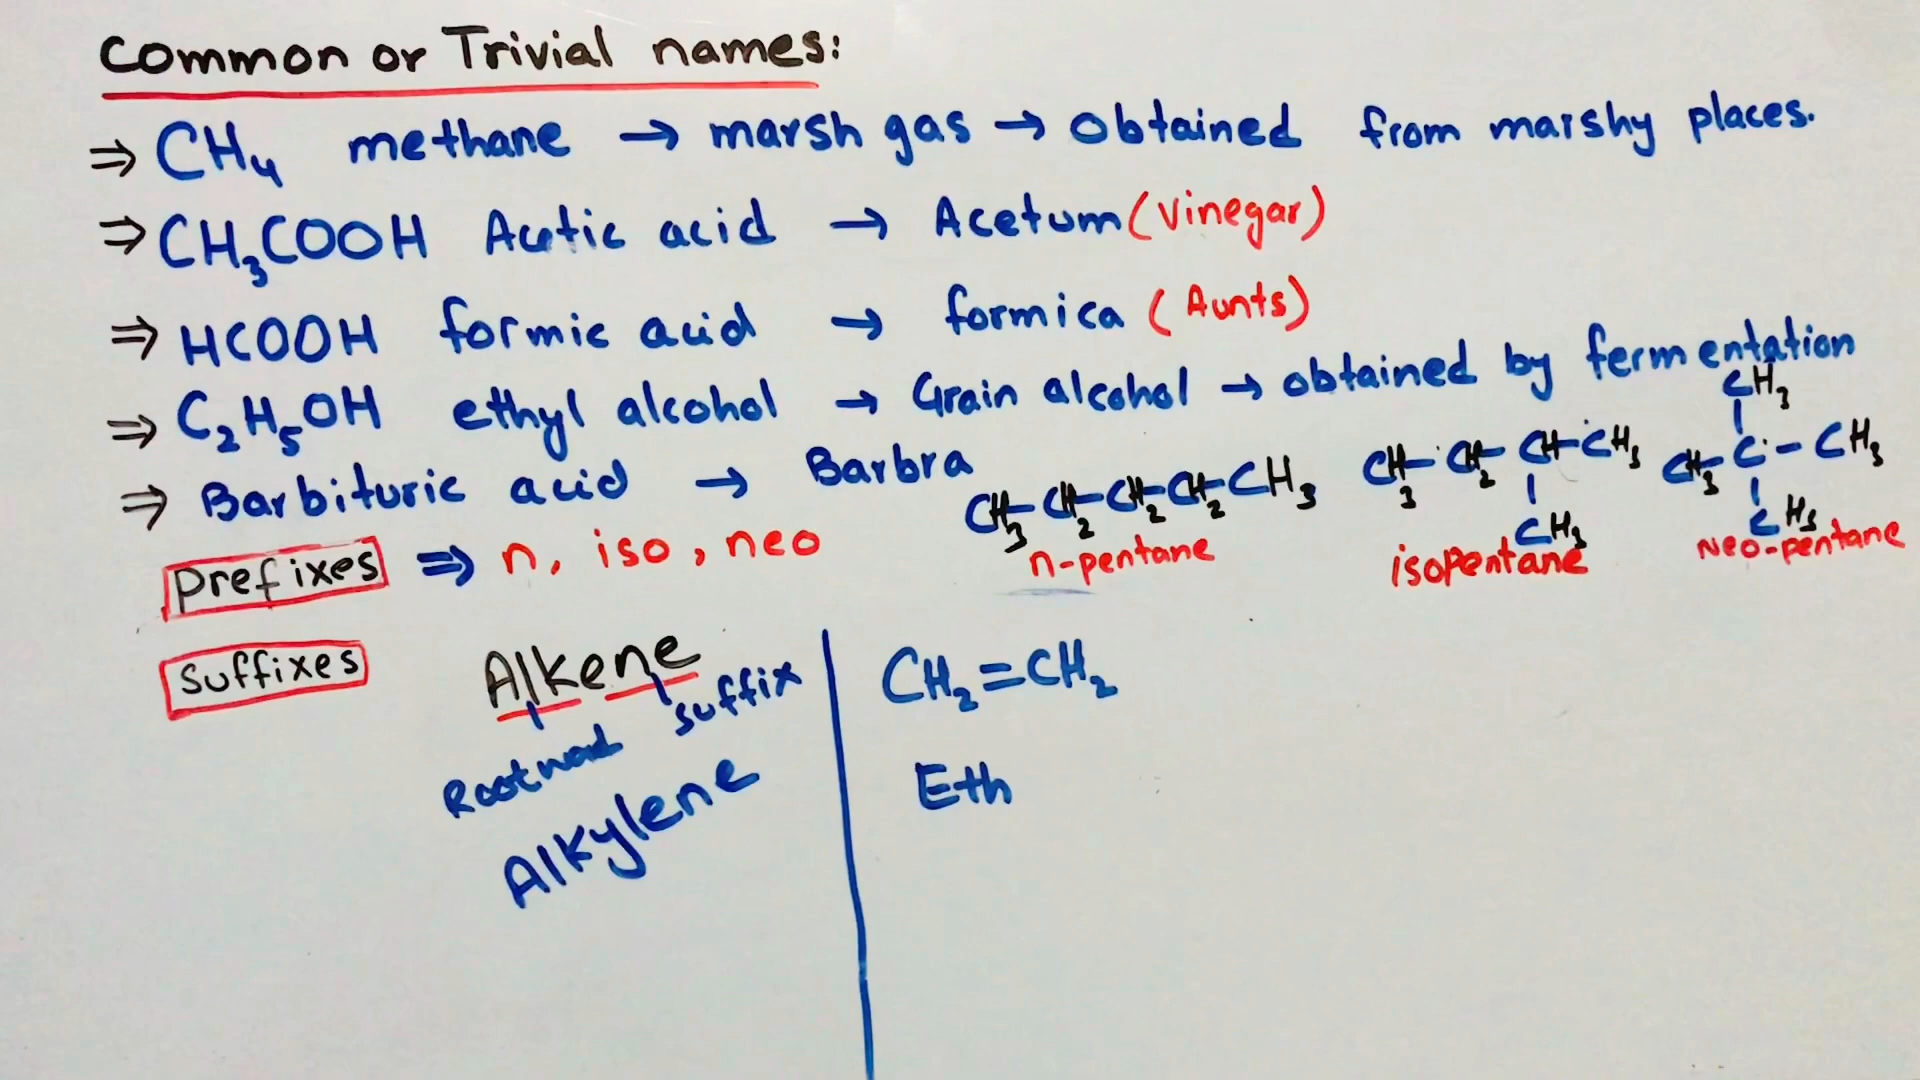 Common or Trivial names:
⇒ CH₄ methane → marsh gas → obtained from marshy places.
⇒ CH₃COOH Acetic acid → Acetum (Vinegar)
⇒ HCOOH formic acid → formica (Aunts)
⇒ C₂H₅OH ethyl alcohol → Grain alcohol → obtained by fermentation
⇒ Barbituric acid → Barbra
CH₃-CH₂-CH₂-CH₂-CH₃
n-pentane
CH₃-CH₂-CH-CH₃
CH₃
isopentane
CH₃
CH₃-C-CH₃
CH₃
Neo-pentane
Prefixes ⇒ n, iso, neo
Suffixes
Alkene
Rootword suffix
Alkylene
CH₂=CH₂
Eth